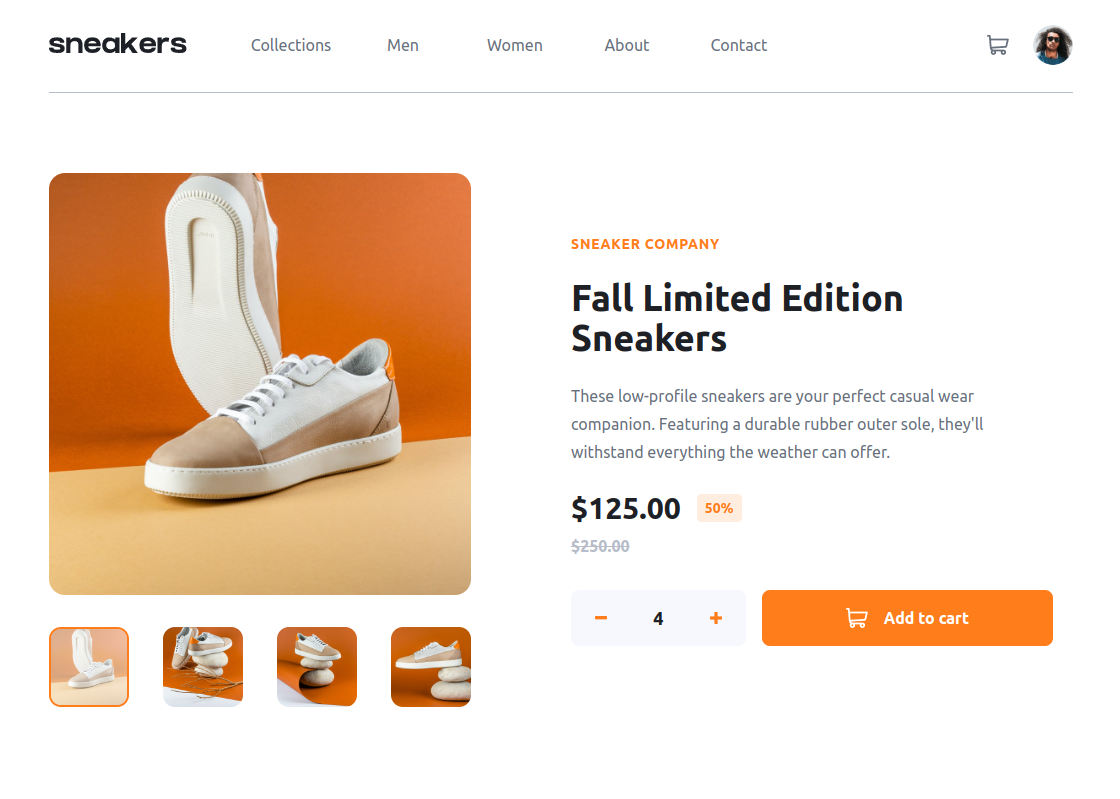 sneakers
Collections
Men
Women
About
Contact
SNEAKER COMPANY
Fall Limited Edition
Sneakers
These low-profile sneakers are your perfect casual wear
companion. Featuring a durable rubber outer sole, they'll
withstand everything the weather can offer.
$125.00
50%
$250.00
4
Add to cart